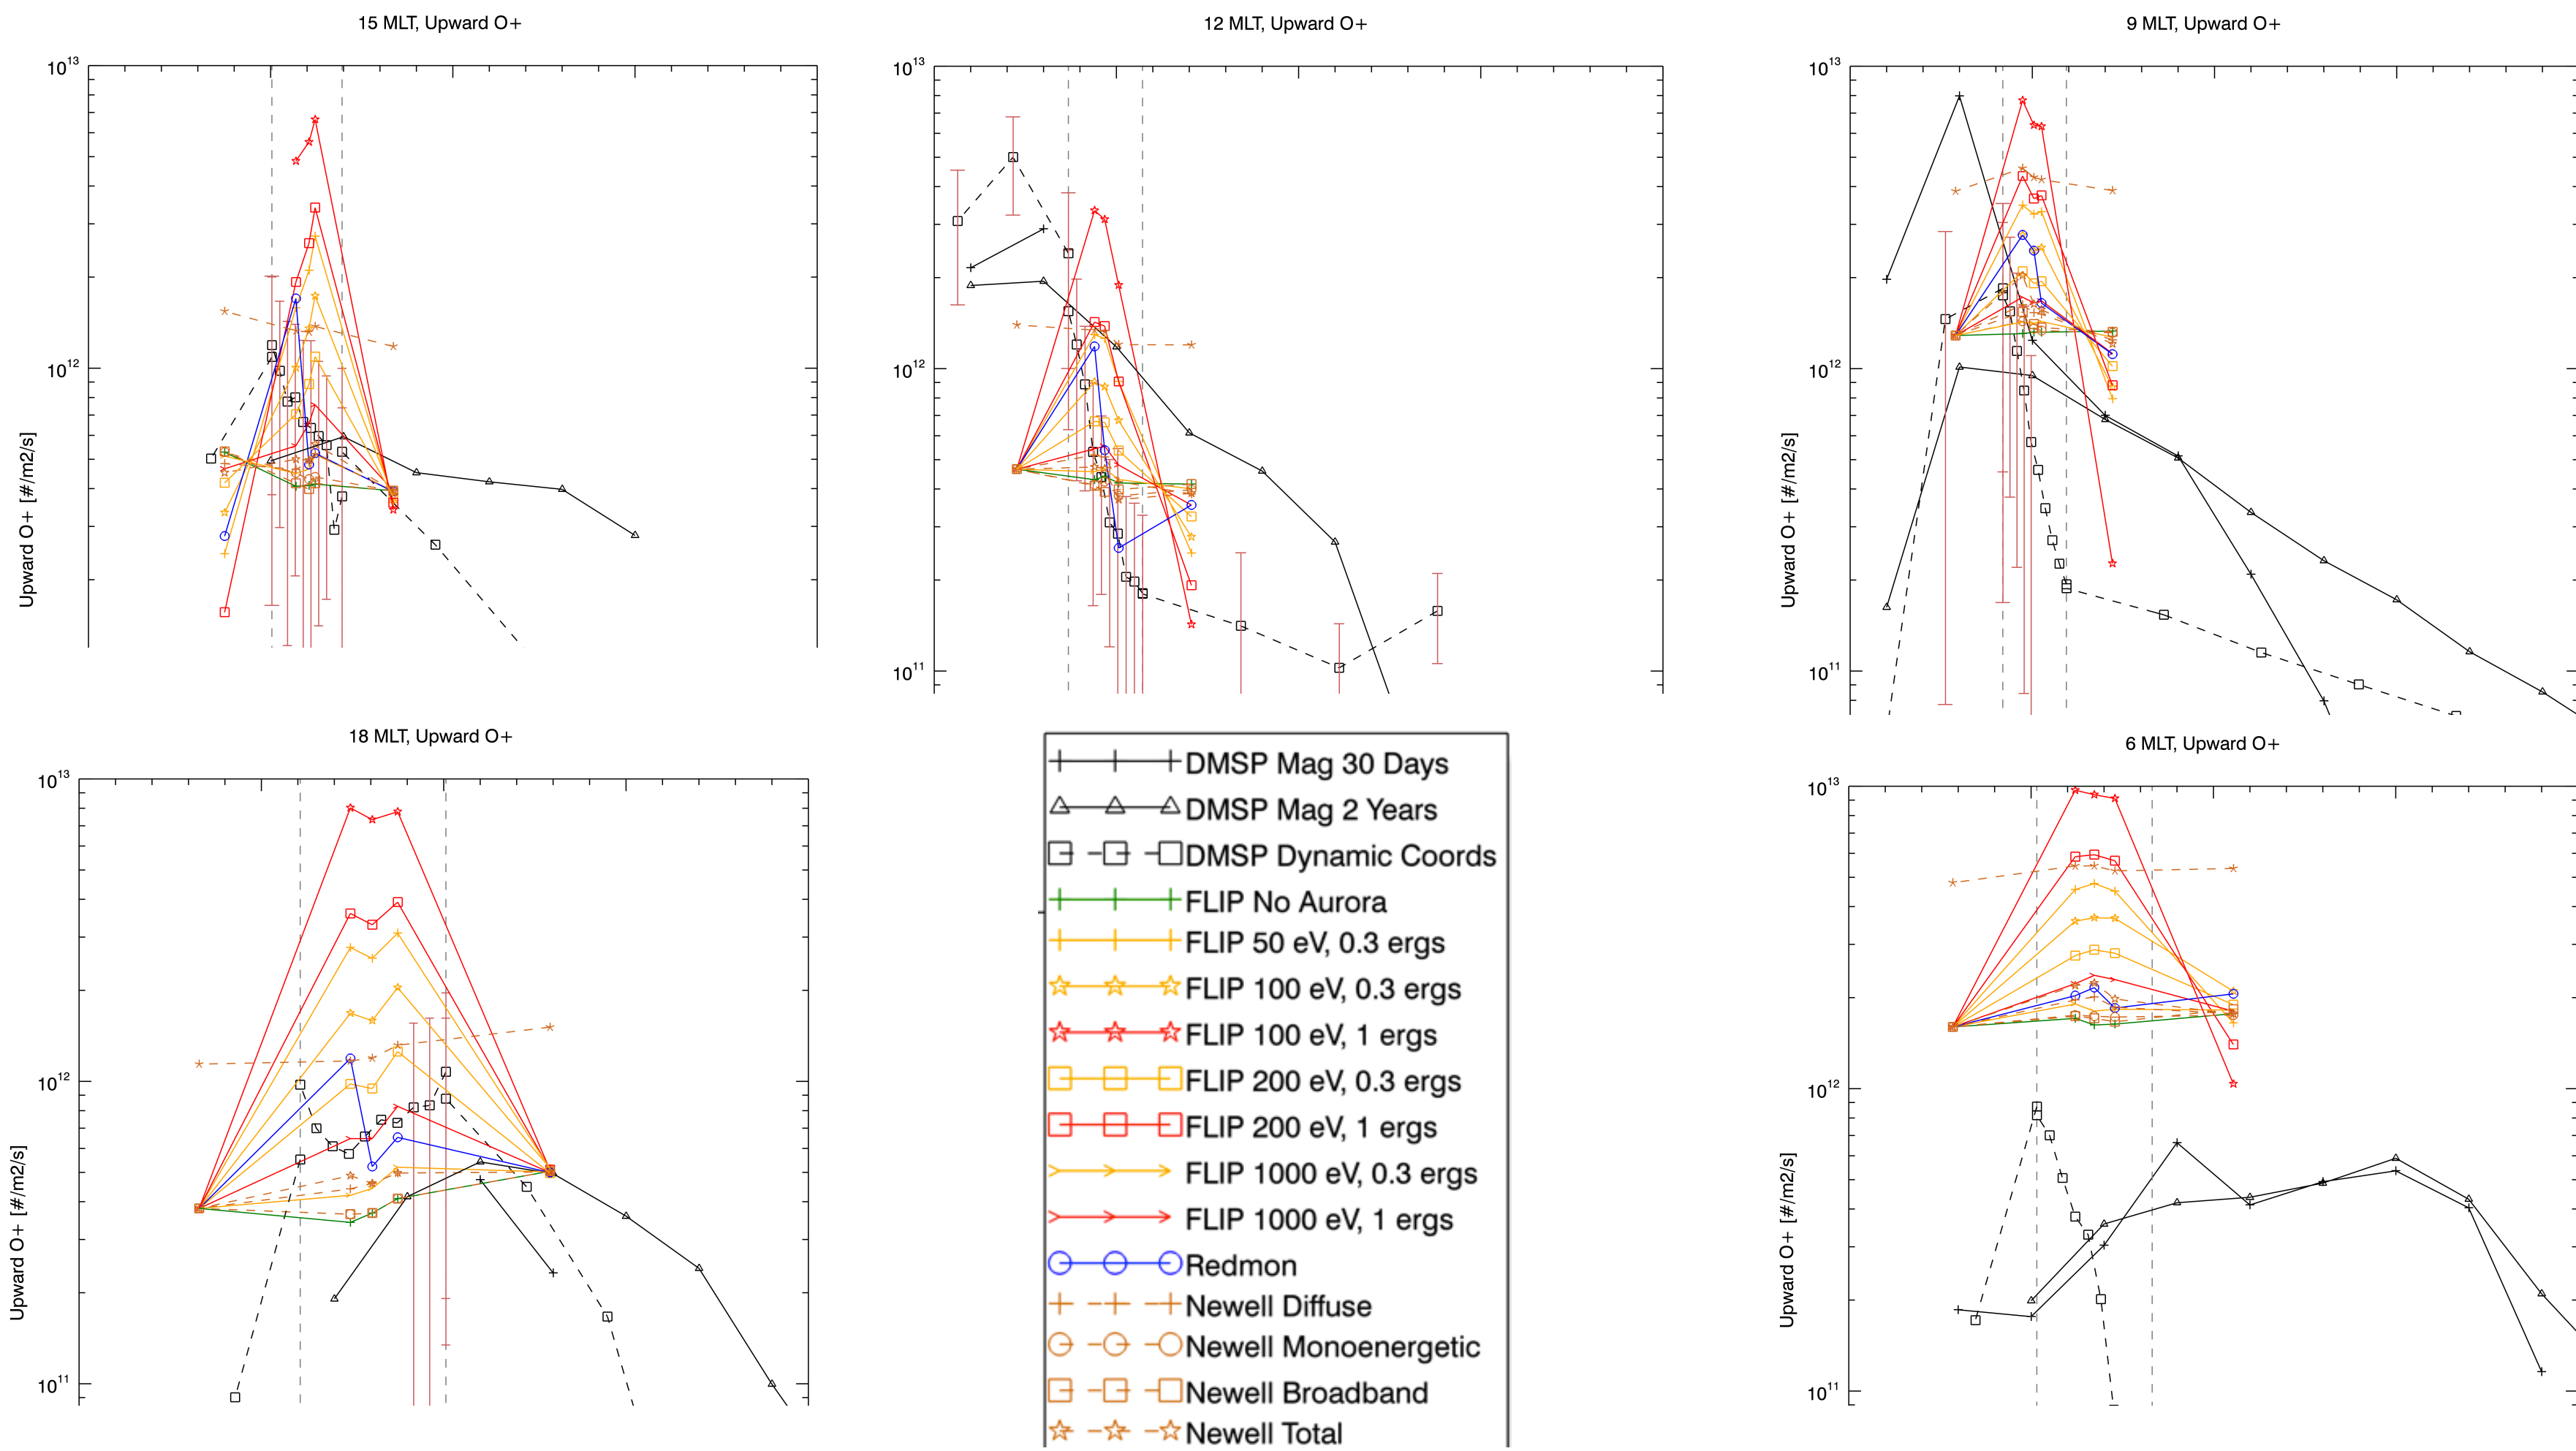 15 MLT, Upward O+
12 MLT, Upward O+
9 MLT, Upward O+
10^13
10^12
Upward O+ [#/m2/s]
10^13
10^12
10^11
10^13
10^12
10^11
Upward O+ [#/m2/s]
18 MLT, Upward O+
6 MLT, Upward O+
10^13
10^12
10^11
Upward O+ [#/m2/s]
DMSP Mag 30 Days
DMSP Mag 2 Years
DMSP Dynamic Coords
FLIP No Aurora
FLIP 50 eV, 0.3 ergs
FLIP 100 eV, 0.3 ergs
FLIP 100 eV, 1 ergs
FLIP 200 eV, 0.3 ergs
FLIP 200 eV, 1 ergs
FLIP 1000 eV, 0.3 ergs
FLIP 1000 eV, 1 ergs
Redmon
Newell Diffuse
Newell Monoenergetic
Newell Broadband
Newell Total
10^13
10^12
10^11
Upward O+ [#/m2/s]